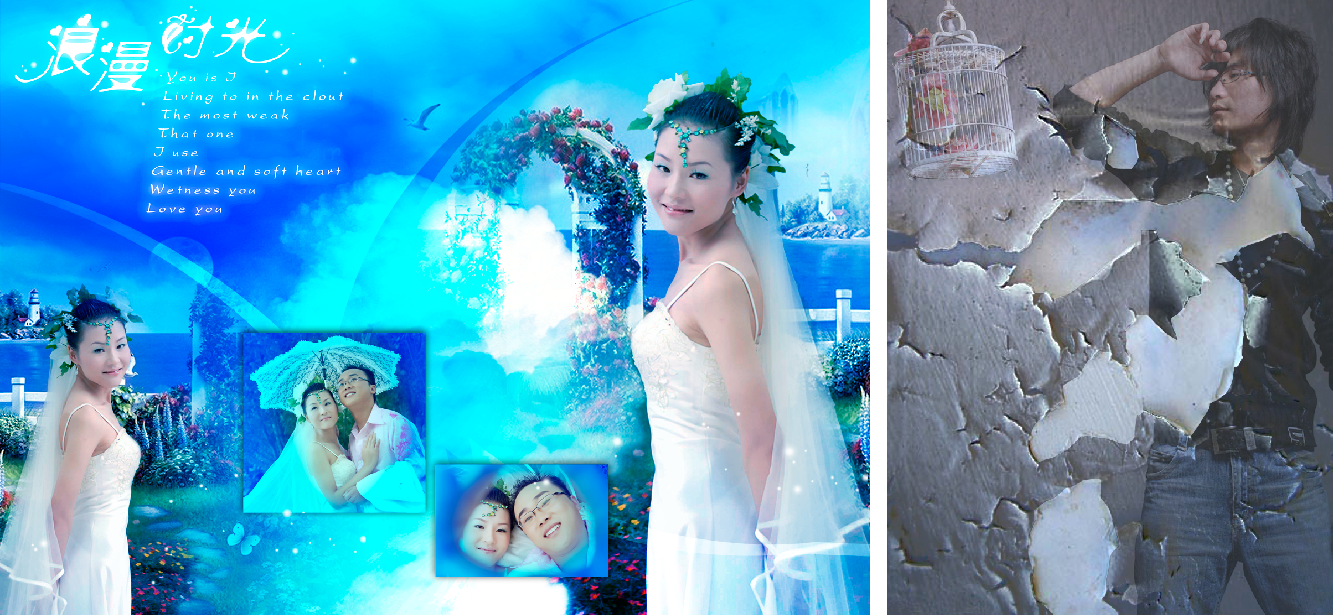 浪漫时光
You is I
Living to in the clout
The most weak
That one
I use
Gentle and soft heart
Wetness you
Love you